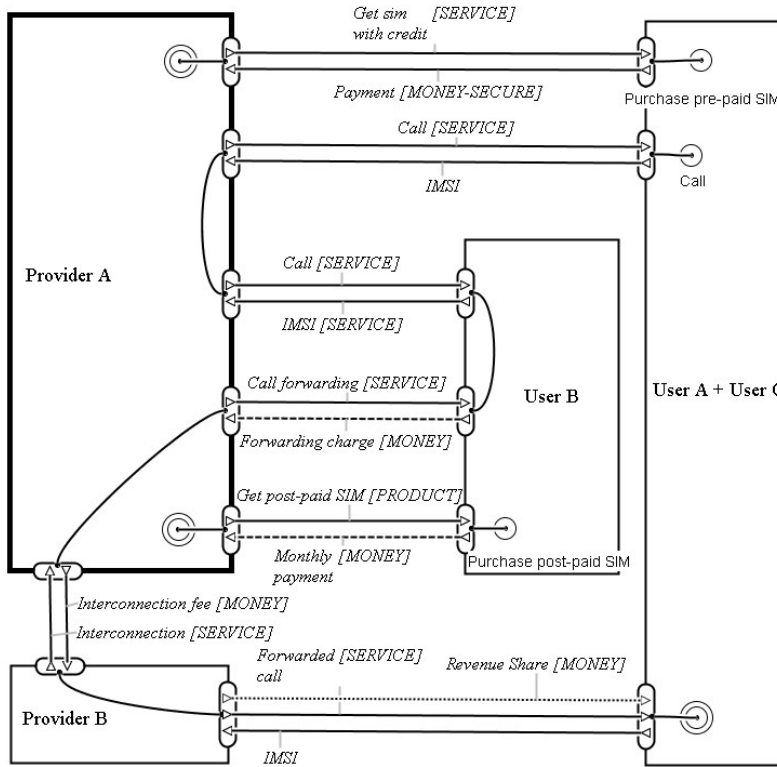 Get sim [SERVICE]
with credit
Payment [MONEY-SECURE]
Purchase pre-paid SIM
Call [SERVICE]
IMSI
Call
Provider A
Call [SERVICE]
IMSI [SERVICE]
Call forwarding [SERVICE]
User B
User A + User C
Forwarding charge [MONEY]
Get post-paid SIM [PRODUCT]
Monthly [MONEY]
payment
Purchase post-paid SIM
Interconnection fee [MONEY]
Interconnection [SERVICE]
Forwarded [SERVICE]
call
Revenue Share [MONEY]
Provider B
IMSI